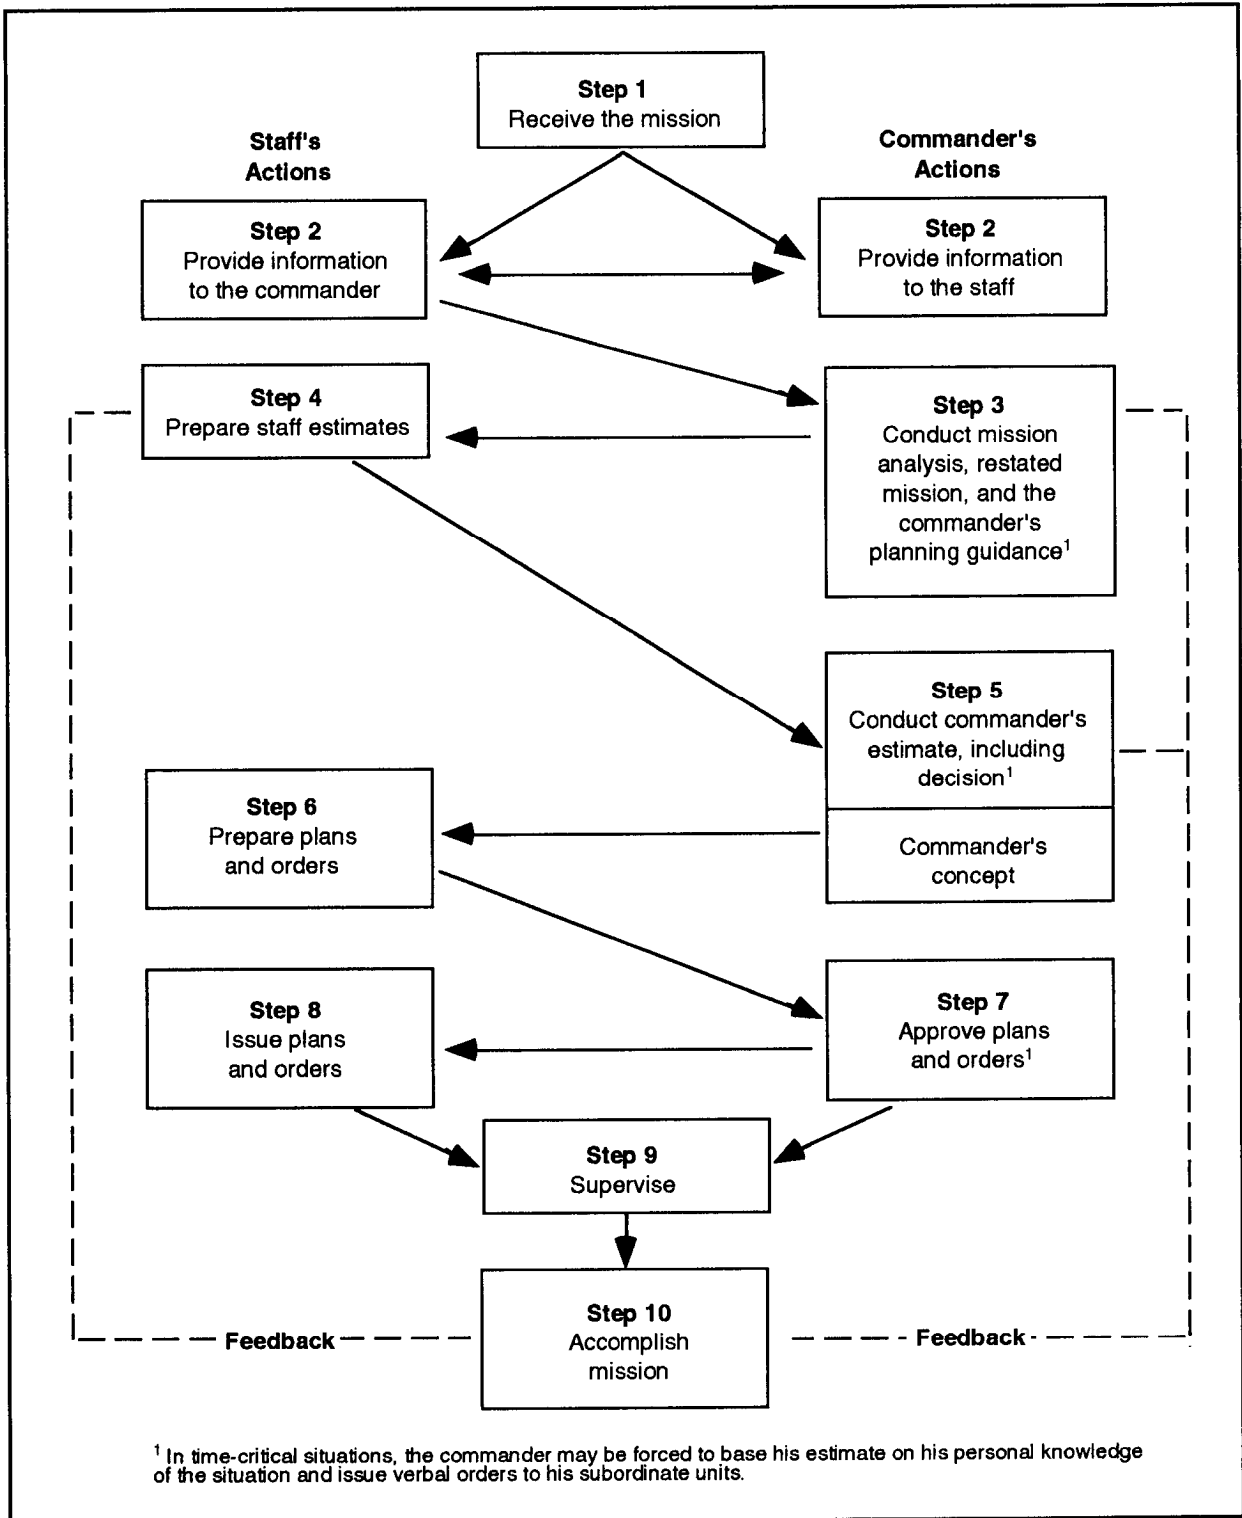 Step 1
Receive the mission
Staff's
Actions
Commander's
Actions
Step 2
Provide information
to the commander
Step 2
Provide information
to the staff
Step 4
Prepare staff estimates
Step 3
Conduct mission
analysis, restated
mission, and the
commander's
planning guidance¹
Step 5
Conduct commander's
estimate, including
decision¹
Commander's
concept
Step 6
Prepare plans
and orders
Step 8
Issue plans
and orders
Step 7
Approve plans
and orders¹
Step 9
Supervise
Step 10
Accomplish
mission
Feedback
Feedback
¹ In time-critical situations, the commander may be forced to base his estimate on his personal knowledge
of the situation and issue verbal orders to his subordinate units.